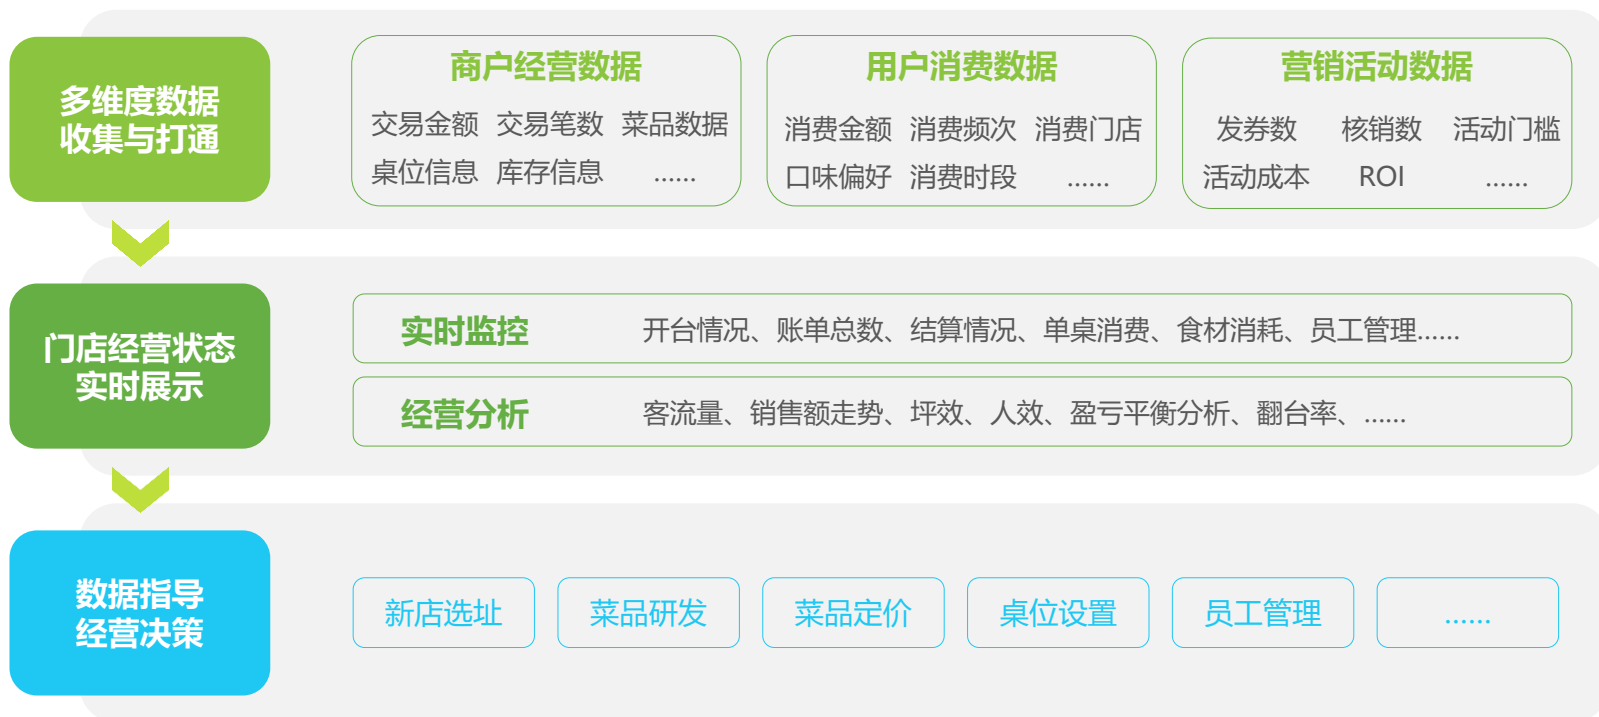 多维度数据
收集与打通
商户经营数据
交易金额 交易笔数 菜品数据
桌位信息 库存信息 ……
用户消费数据
消费金额 消费频次 消费门店
口味偏好 消费时段 ……
营销活动数据
发券数 核销数 活动门槛
活动成本 ROI ……
门店经营状态
实时展示
实时监控 开台情况、账单总数、结算情况、单桌消费、食材消耗、员工管理……
经营分析 客流量、销售额走势、坪效、人效、盈亏平衡分析、翻台率、……
数据指导
经营决策
新店选址 菜品研发 菜品定价 桌位设置 员工管理 ……